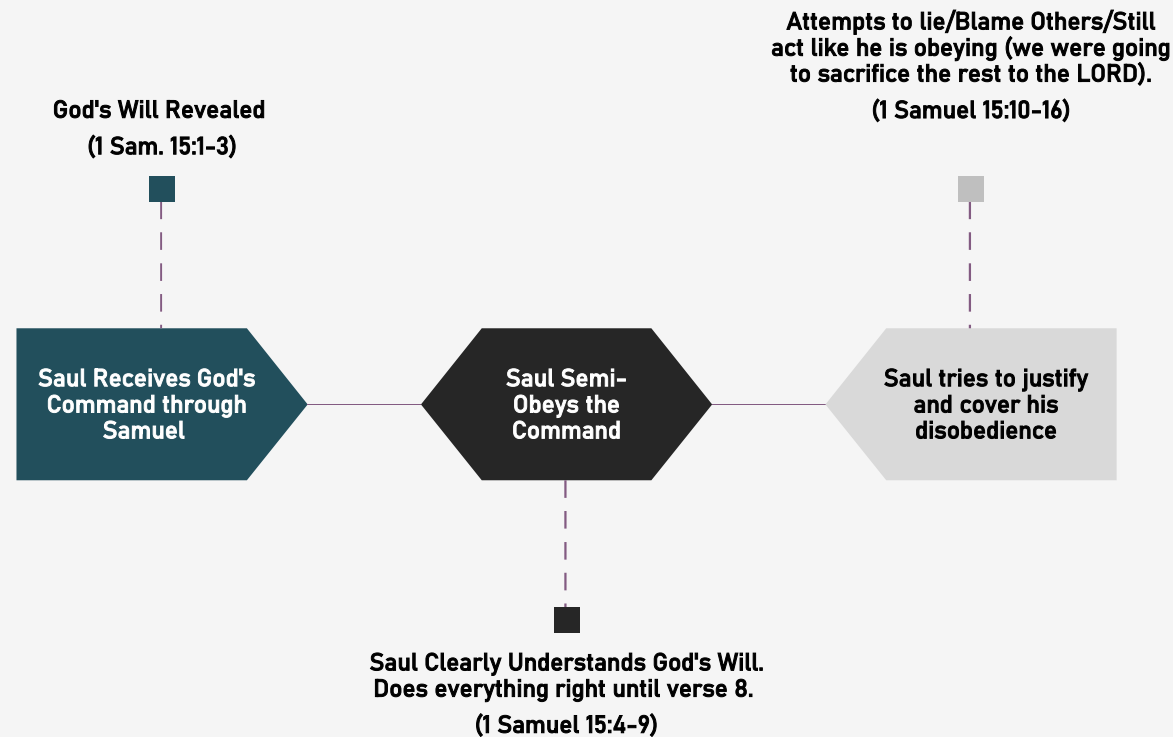 Attempts to lie/Blame Others/Still
act like he is obeying (we were going
to sacrifice the rest to the LORD).
(1 Samuel 15:10-16)
God's Will Revealed
(1 Sam. 15:1-3)
Saul Receives God's
Command through
Samuel
Saul Semi-
Obeys the
Command
Saul tries to justify
and cover his
disobedience
Saul Clearly Understands God's Will.
Does everything right until verse 8.
(1 Samuel 15:4-9)